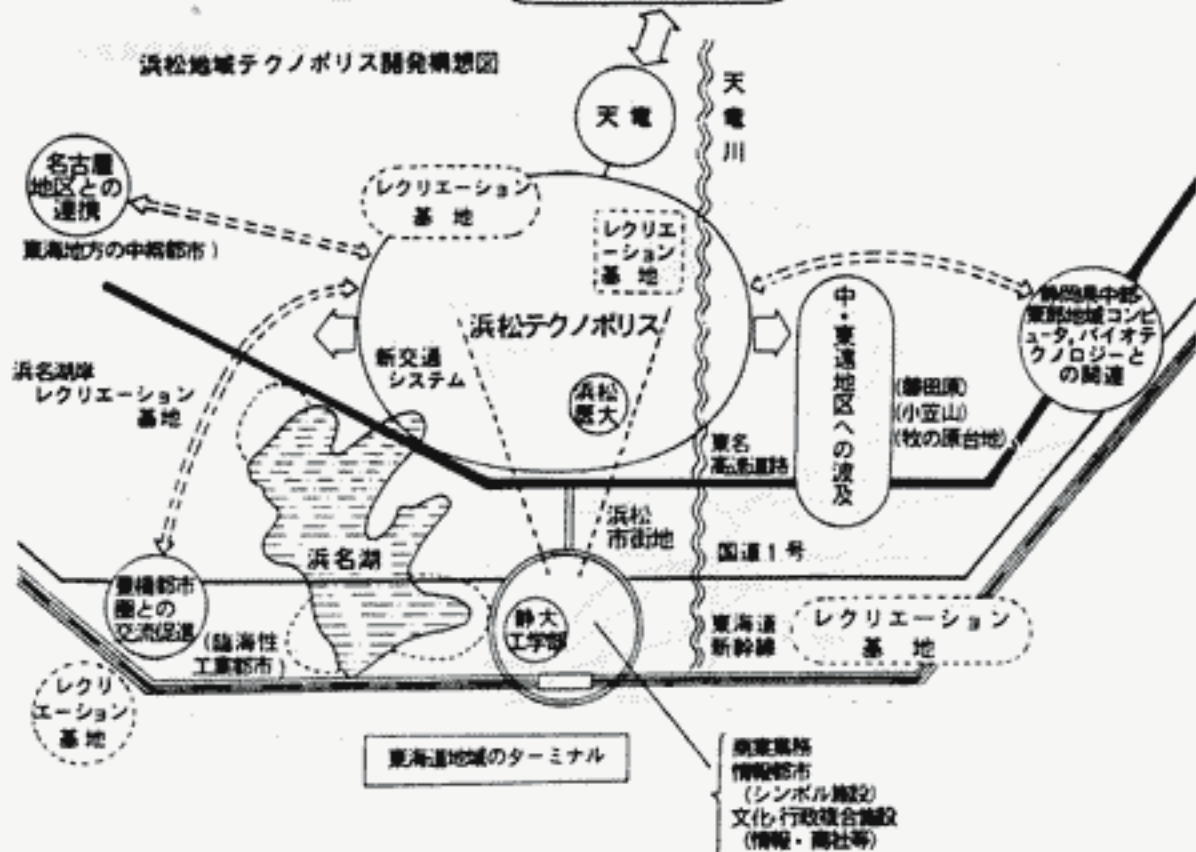 浜松地域テクノポリス開発構想図
天竜
天竜川
名古屋
地区との
連携
東海地方の中核都市)
レクリエーション
基地
レクリエ
ーション
基地
浜松テクノポリス
新交通
システム
浜松
医大
中・東遠地区への波及
(磐田原)
(小笠山)
(牧の原台地)
静岡県中部・
東部地域コンピ
ュータ,バイオテ
クノロジーと
の関連
浜名湖岸
レクリエーション
基地
東名
高速道路
浜松
市街地
国道1号
浜名湖
豊橋都市
圏との
交流促進
(臨海性
工業都市)
静大
工学部
東海道
新幹線
レクリエーション
基地
レクリ
エーション
基地
東海道地域のターミナル
商業業務
情報都市
(シンボル施設)
文化・行政複合施設
(情報・商社等)